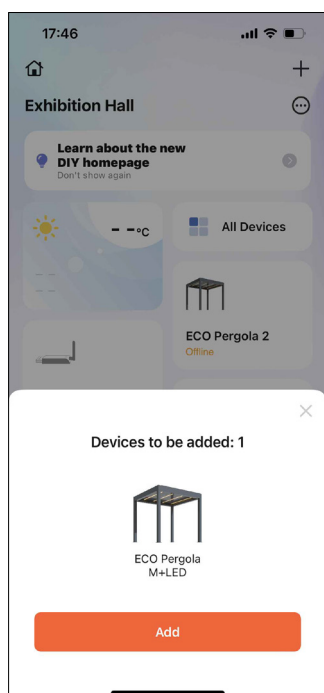 17:46
Exhibition Hall
Learn about the new
DIY homepage
Don't show again
--°C
All Devices
ECO Pergola 2
Offline
Devices to be added: 1
ECO Pergola
M+LED
Add